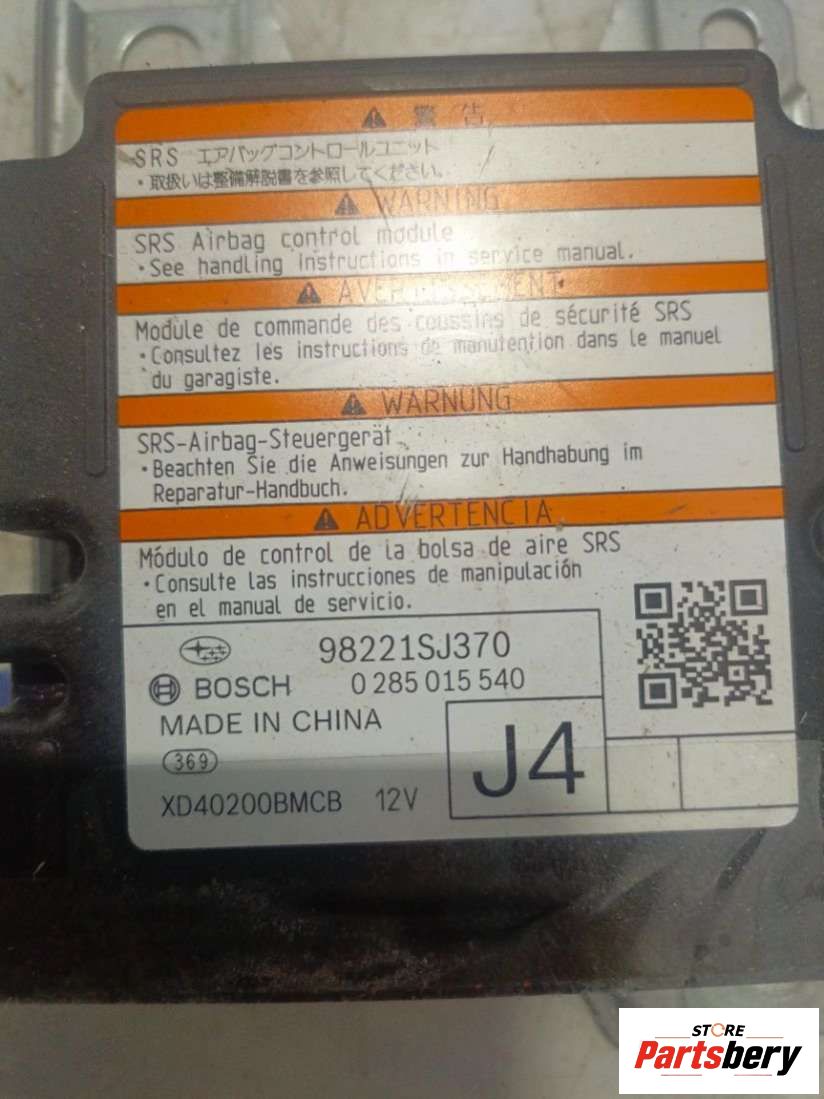 警告
SRS エアバッグコントロールユニット
・取扱いは整備解説書を参照してください。
WARNING
SRS Airbag control module
・See handling instructions in service manual.
AVERTISSEMENT
Module de commande des coussins de sécurité SRS
・Consultez les instructions de manutention dans le manuel
du garagiste.
WARNUNG
SRS-Airbag-Steuergerät
・Beachten Sie die Anweisungen zur Handhabung im
Reparatur-Handbuch.
ADVERTENCIA
Módulo de control de la bolsa de aire SRS
・Consulte las instrucciones de manipulación
en el manual de servicio.
98221SJ370
BOSCH 0 285 015 540
MADE IN CHINA
369
J4
XD40200BMCB 12V
STORE
Partsbery